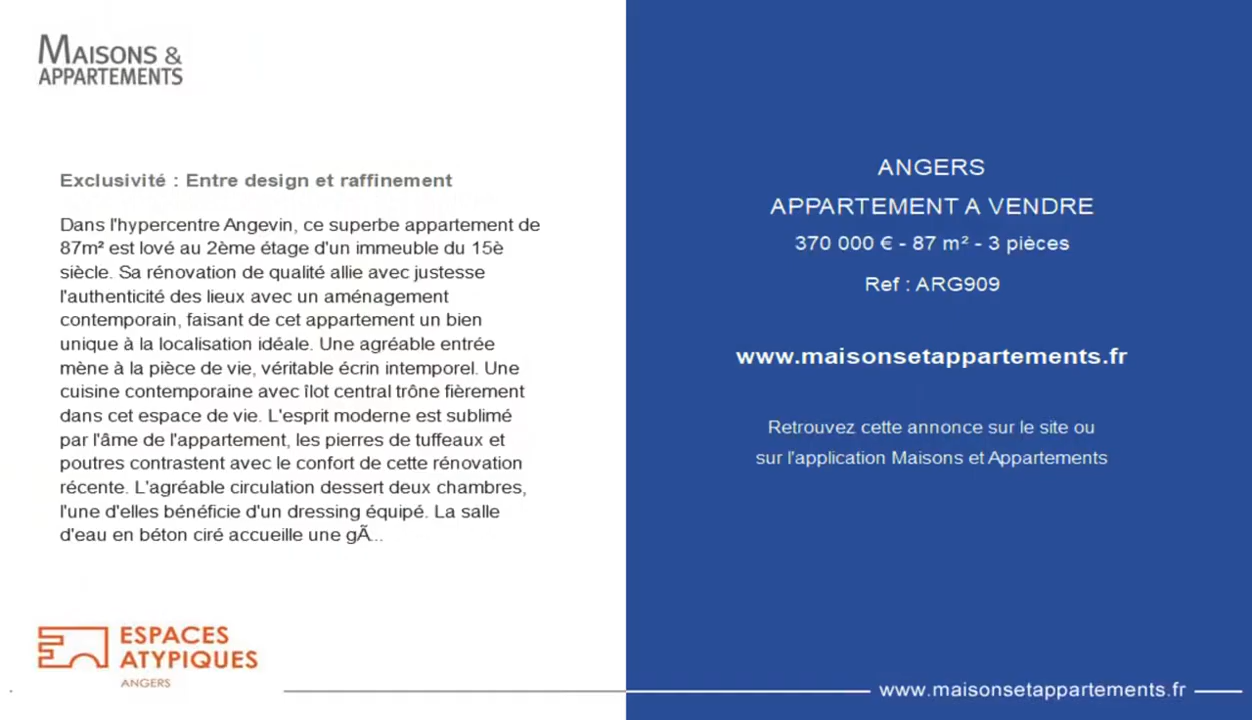 MAISONS &
APPARTEMENTS
Exclusivité : Entre design et raffinement
Dans l'hypercentre Angevin, ce superbe appartement de
87m² est lové au 2ème étage d'un immeuble du 15è
siècle. Sa rénovation de qualité allie avec justesse
l'authenticité des lieux avec un aménagement
contemporain, faisant de cet appartement un bien
unique à la localisation idéale. Une agréable entrée
mène à la pièce de vie, véritable écrin intemporel. Une
cuisine contemporaine avec îlot central trône fièrement
dans cet espace de vie. L'esprit moderne est sublimé
par l'âme de l'appartement, les pierres de tuffeaux et
poutres contrastent avec le confort de cette rénovation
récente. L'agréable circulation dessert deux chambres,
l'une d'elles bénéficie d'un dressing équipé. La salle
d'eau en béton ciré accueille une gÃ...
ESPACES
ATYPIQUES
ANGERS
ANGERS
APPARTEMENT A VENDRE
370 000 € - 87 m² - 3 pièces
Ref : ARG909
www.maisonsetappartements.fr
Retrouvez cette annonce sur le site ou
sur l'application Maisons et Appartements
www.maisonsetappartements.fr